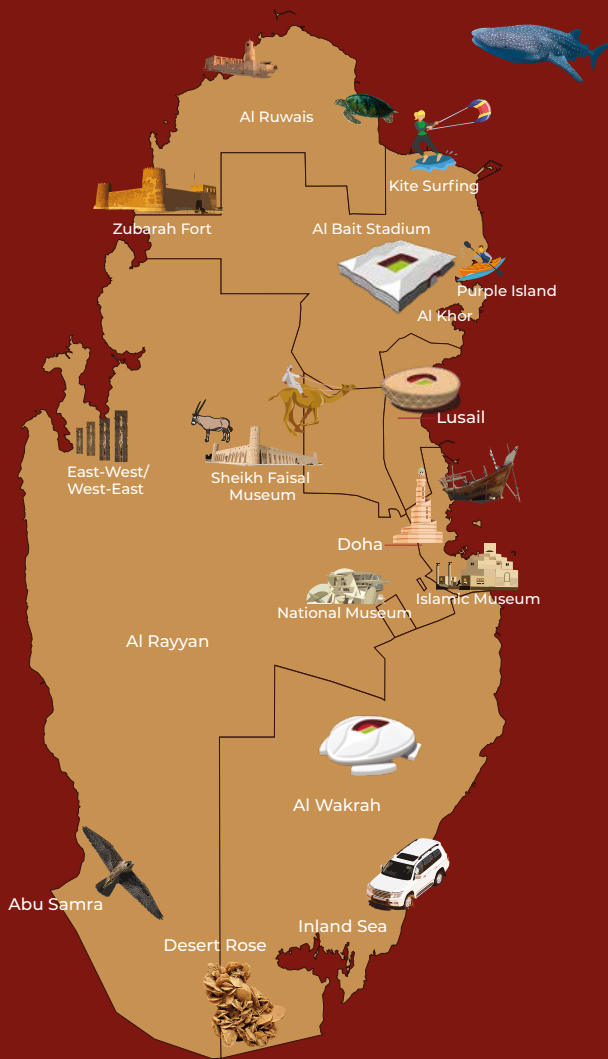 Al Ruwais
Kite Surfing
Zubarah Fort
Al Bait Stadium
Purple Island
Al Khor
Lusail
East-West/
West-East
Sheikh Faisal
Museum
Doha
Islamic Museum
National Museum
Al Rayyan
Al Wakrah
Abu Samra
Inland Sea
Desert Rose